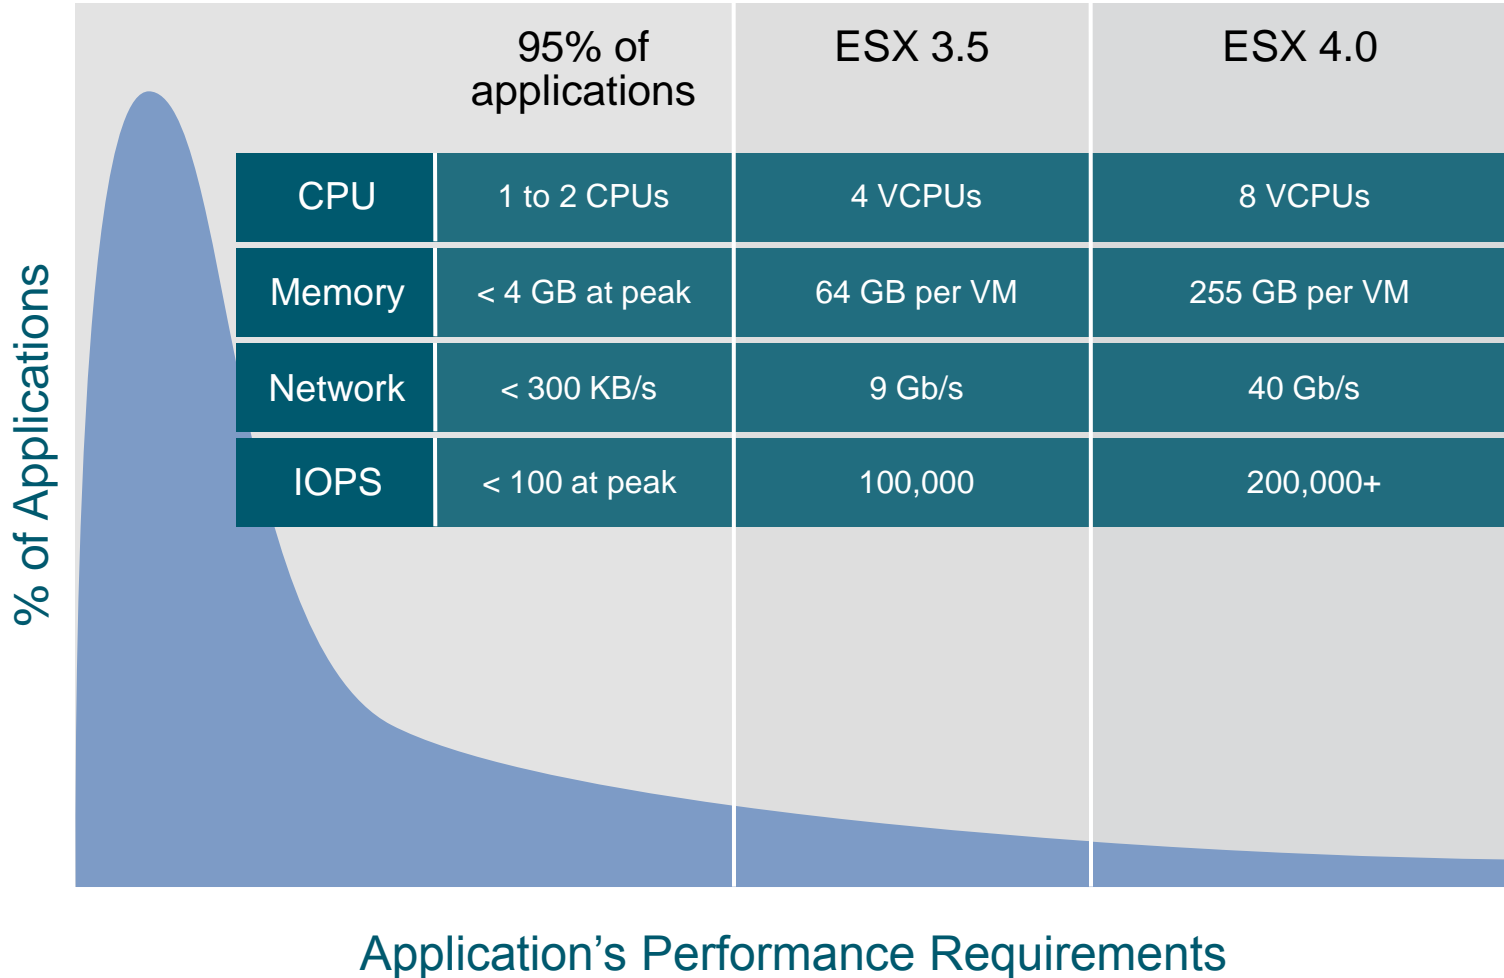 95% of
applications
ESX 3.5
ESX 4.0
CPU
1 to 2 CPUs
4 VCPUs
8 VCPUs
Memory
< 4 GB at peak
64 GB per VM
255 GB per VM
Network
< 300 KB/s
9 Gb/s
40 Gb/s
IOPS
< 100 at peak
100,000
200,000+
% of Applications
Application’s Performance Requirements